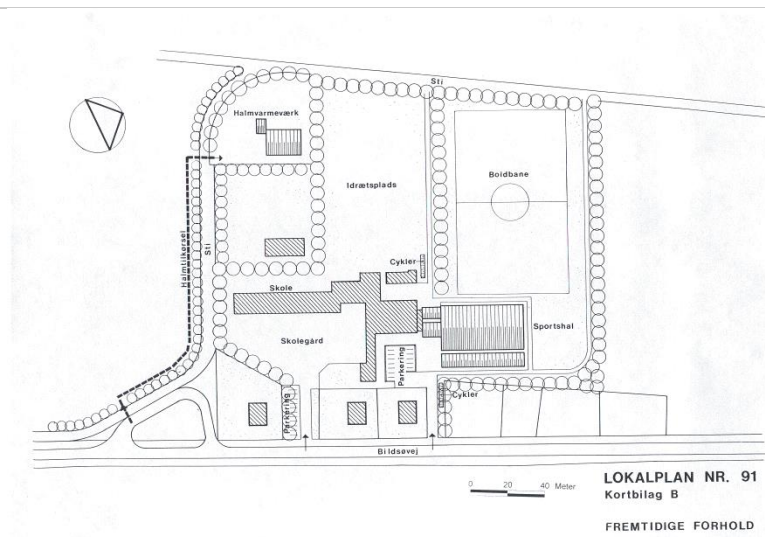 Sti
Halmvarmeværk
Idrætsplads
Boldbane
Halmtilkørsel
Sti
Cykler
Skole
Sportshal
Skolegård
Parkering
Parkering
Cykler
Bildsøvej
0 20 40 Meter
LOKALPLAN NR. 91
Kortbilag B
FREMTIDIGE FORHOLD